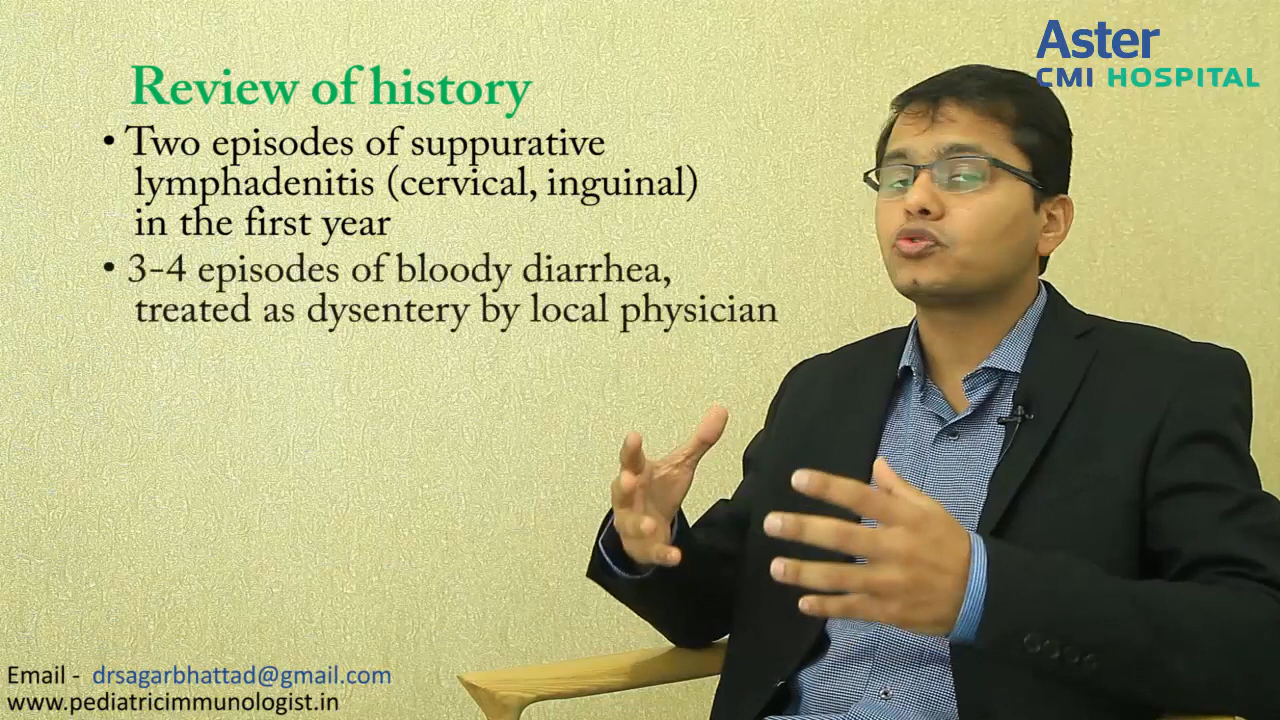 Aster
CMI HOSPITAL
Review of history
• Two episodes of suppurative
lymphadenitis (cervical, inguinal)
in the first year
• 3-4 episodes of bloody diarrhea,
treated as dysentery by local physician
Email - drsagarbhattad@gmail.com
www.pediatricimmunologist.in